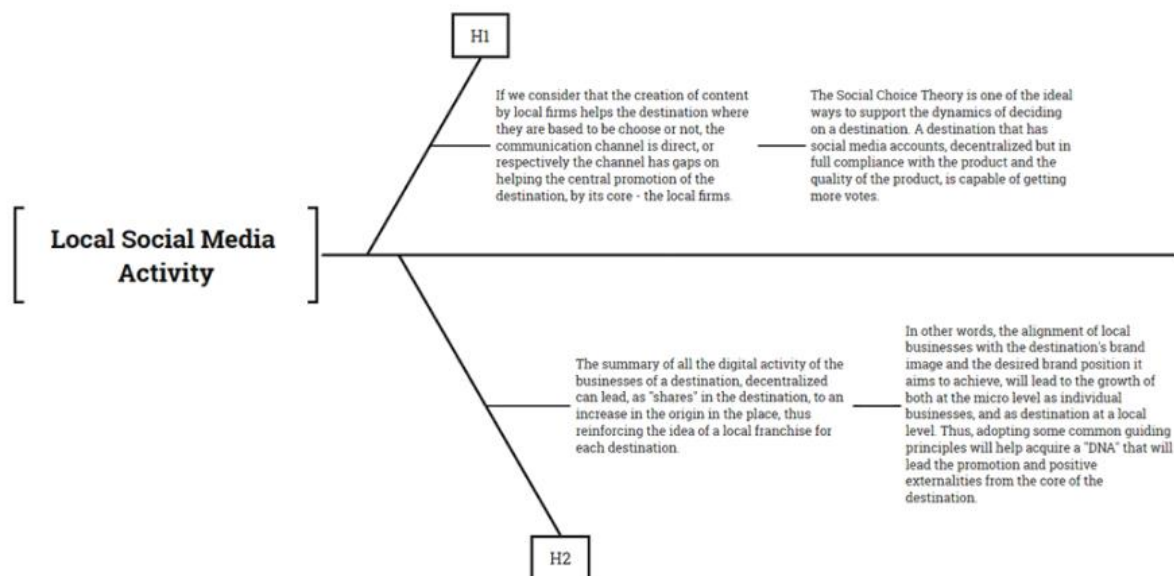 H1
If we consider that the creation of content
by local firms helps the destination where
they are based to be choose or not, the
communication channel is direct, or
respectively the channel has gaps on
helping the central promotion of the
destination, by its core - the local firms.
The Social Choice Theory is one of the ideal
ways to support the dynamics of deciding
on a destination. A destination that has
social media accounts, decentralized but in
full compliance with the product and the
quality of the product, is capable of getting
more votes.
Local Social Media
Activity
The summary of all the digital activity of the
businesses of a destination, decentralized
can lead, as "shares" in the destination, to an
increase in the origin in the place, thus
reinforcing the idea of a local franchise for
each destination.
In other words, the alignment of local
businesses with the destination's brand
image and the desired brand position it
aims to achieve, will lead to the growth of
both at the micro level as individual
businesses, and as destination at a local
level. Thus, adopting some common guiding
principles will help acquire a "DNA" that will
lead the promotion and positive
externalities from the core of the
destination.
H2